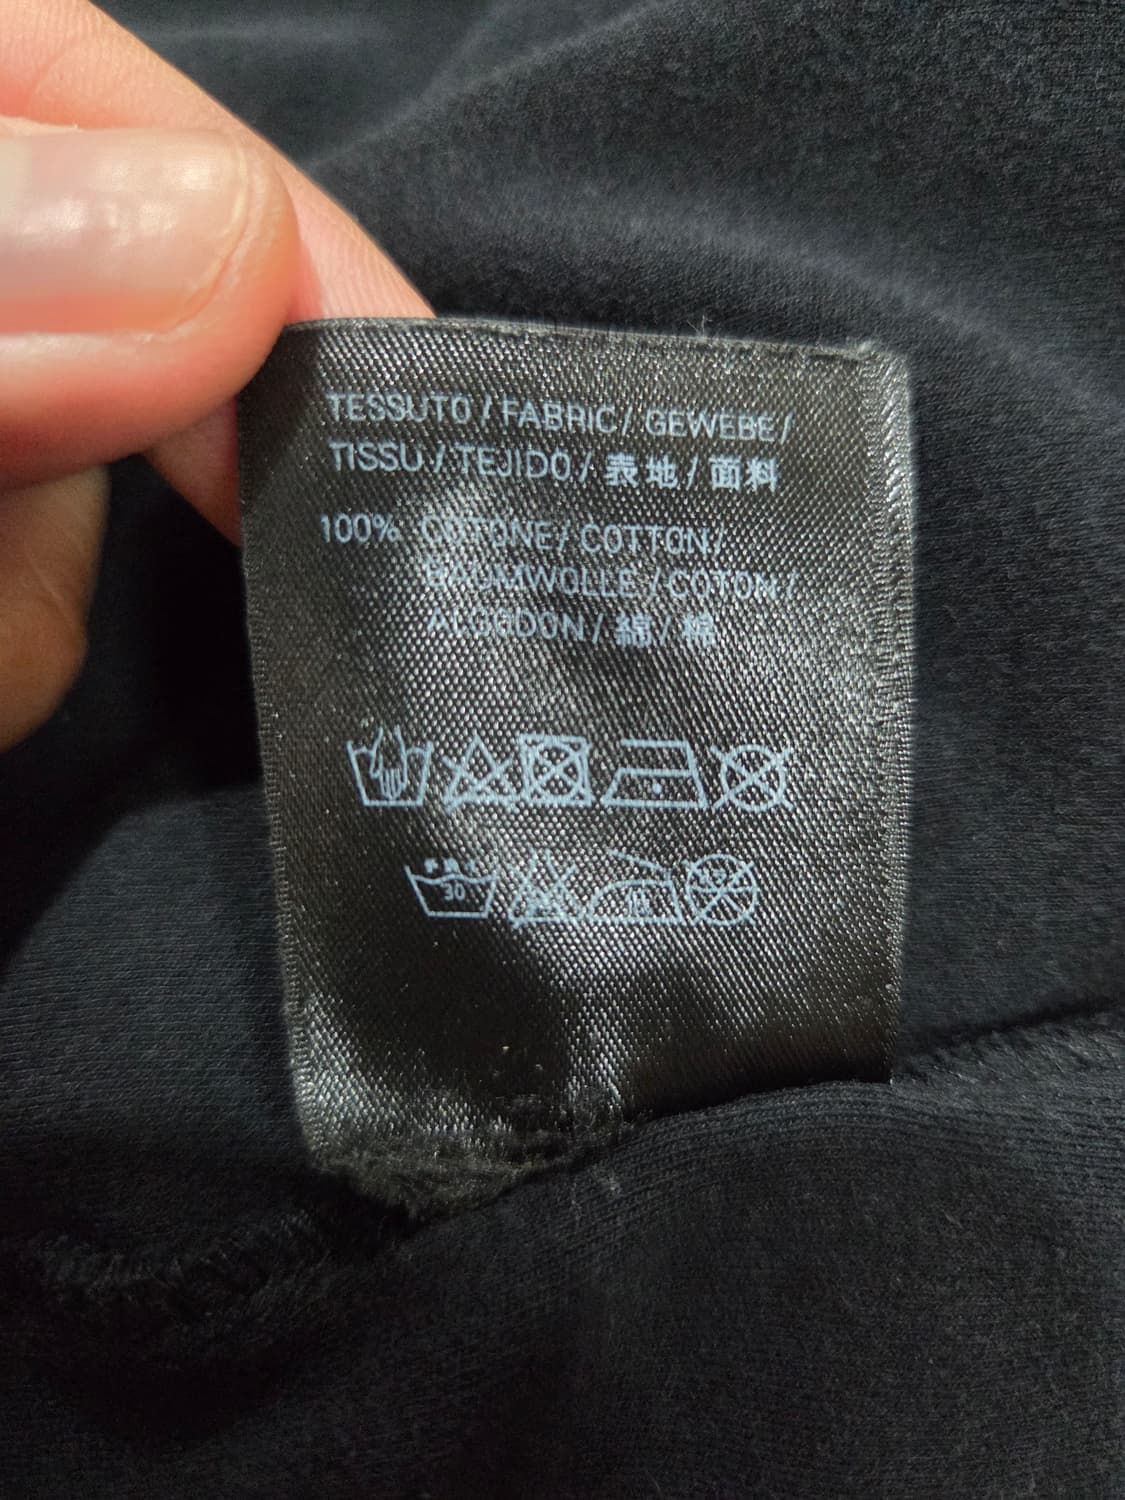 TESSUTO / FABRIC / GEWEBE /
TISSU / TEJIDO / 表地 / 面料
100% COTONE / COTTON /
BAUMWOLLE / COTON /
ALGODON / 綿 / 棉
30